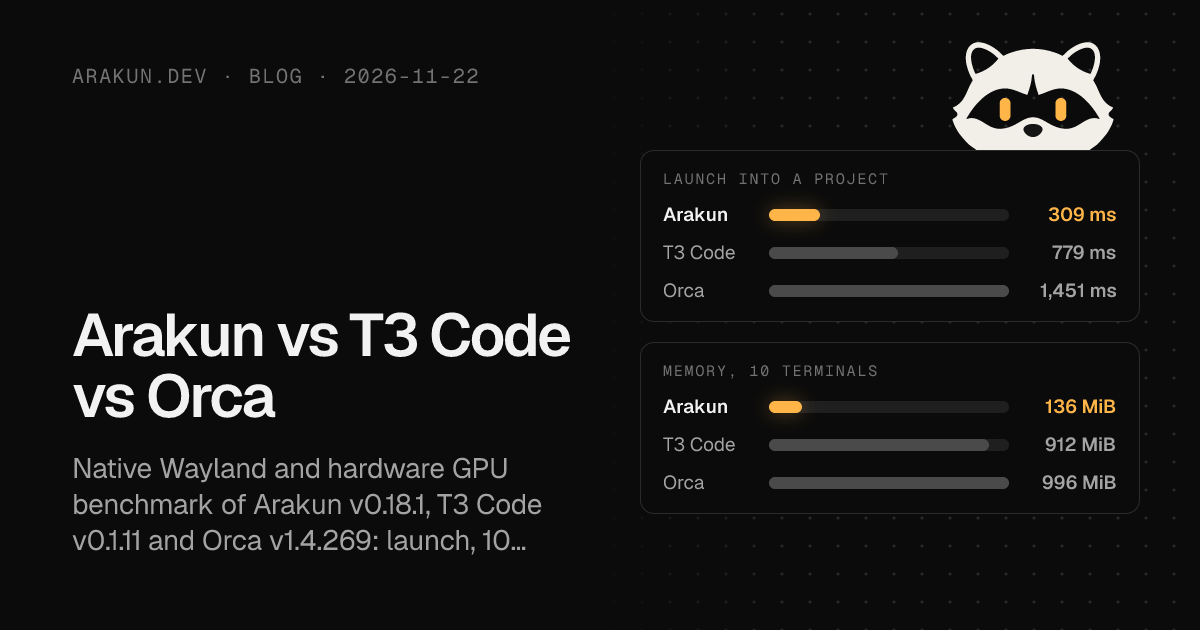 ARAKUN.DEV · BLOG · 2026-11-22
Arakun vs T3 Code
vs Orca
Native Wayland and hardware GPU
benchmark of Arakun v0.18.1, T3 Code
v0.1.11 and Orca v1.4.269: launch, 10…
LAUNCH INTO A PROJECT
Arakun 309 ms
T3 Code 779 ms
Orca 1,451 ms
MEMORY, 10 TERMINALS
Arakun 136 MiB
T3 Code 912 MiB
Orca 996 MiB